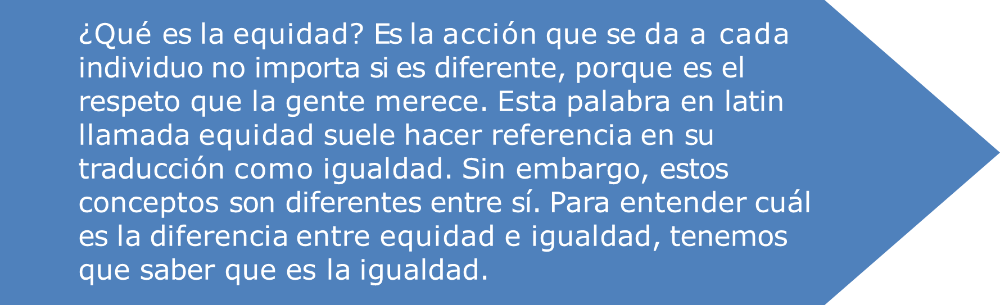 ¿Qué es la equidad? Es la acción que se da a cada
individuo no importa si es diferente, porque es el
respeto que la gente merece. Esta palabra en latin
llamada equidad suele hacer referencia en su
traducción como igualdad. Sin embargo, estos
conceptos son diferentes entre sí. Para entender cuál
es la diferencia entre equidad e igualdad, tenemos
que saber que es la igualdad.